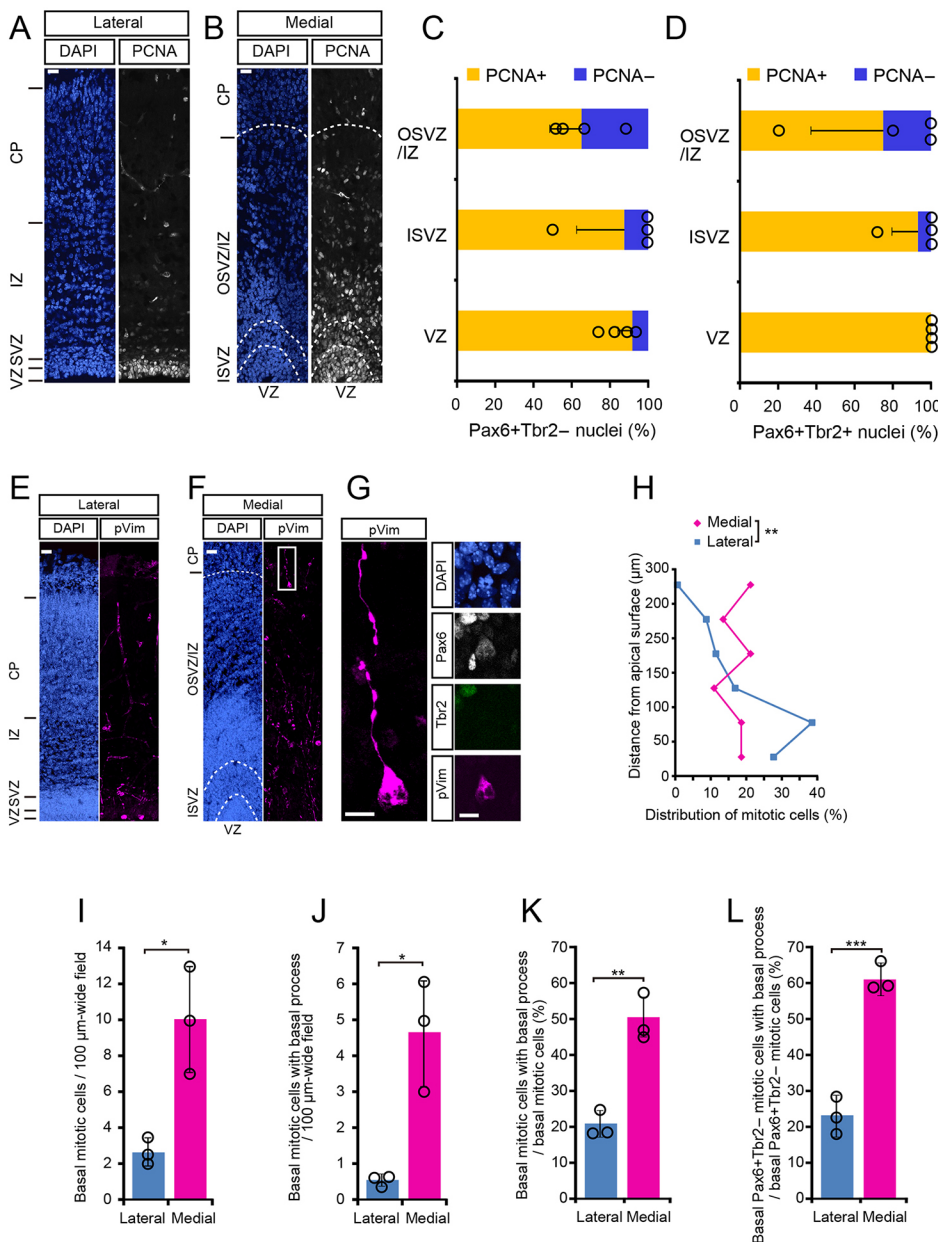 A
Lateral
DAPI PCNA
CP
IZ
SVZ
VZ
B
Medial
DAPI PCNA
CP
OSVZ/IZ
ISVZ
VZ VZ
C
PCNA+ PCNA−
OSVZ
/IZ
ISVZ
VZ
0 20 40 60 80 100
Pax6+Tbr2− nuclei (%)
D
PCNA+ PCNA−
OSVZ
/IZ
ISVZ
VZ
0 20 40 60 80 100
Pax6+Tbr2+ nuclei (%)
E
Lateral
DAPI pVim
CP
IZ
SVZ
VZ
F
Medial
DAPI pVim
CP
OSVZ/IZ
ISVZ
VZ
G
pVim
DAPI
Pax6
Tbr2
pVim
H
Medial
Lateral
**
Distance from apical surface (μm)
300
200
250
150
100
50
0
0 10 20 30 40
Distribution of mitotic cells (%)
I
Basal mitotic cells / 100 μm-wide field
14
12
10
8
6
4
2
0
*
Lateral Medial
J
Basal mitotic cells with basal process
/ 100 μm-wide field
7
6
5
4
3
2
1
0
*
Lateral Medial
K
Basal mitotic cells with basal process
/ basal mitotic cells (%)
70
60
50
40
30
20
10
0
**
Lateral Medial
L
Basal Pax6+Tbr2− mitotic cells with basal process
/ basal Pax6+Tbr2− mitotic cells (%)
70
60
50
40
30
20
10
0
***
Lateral Medial